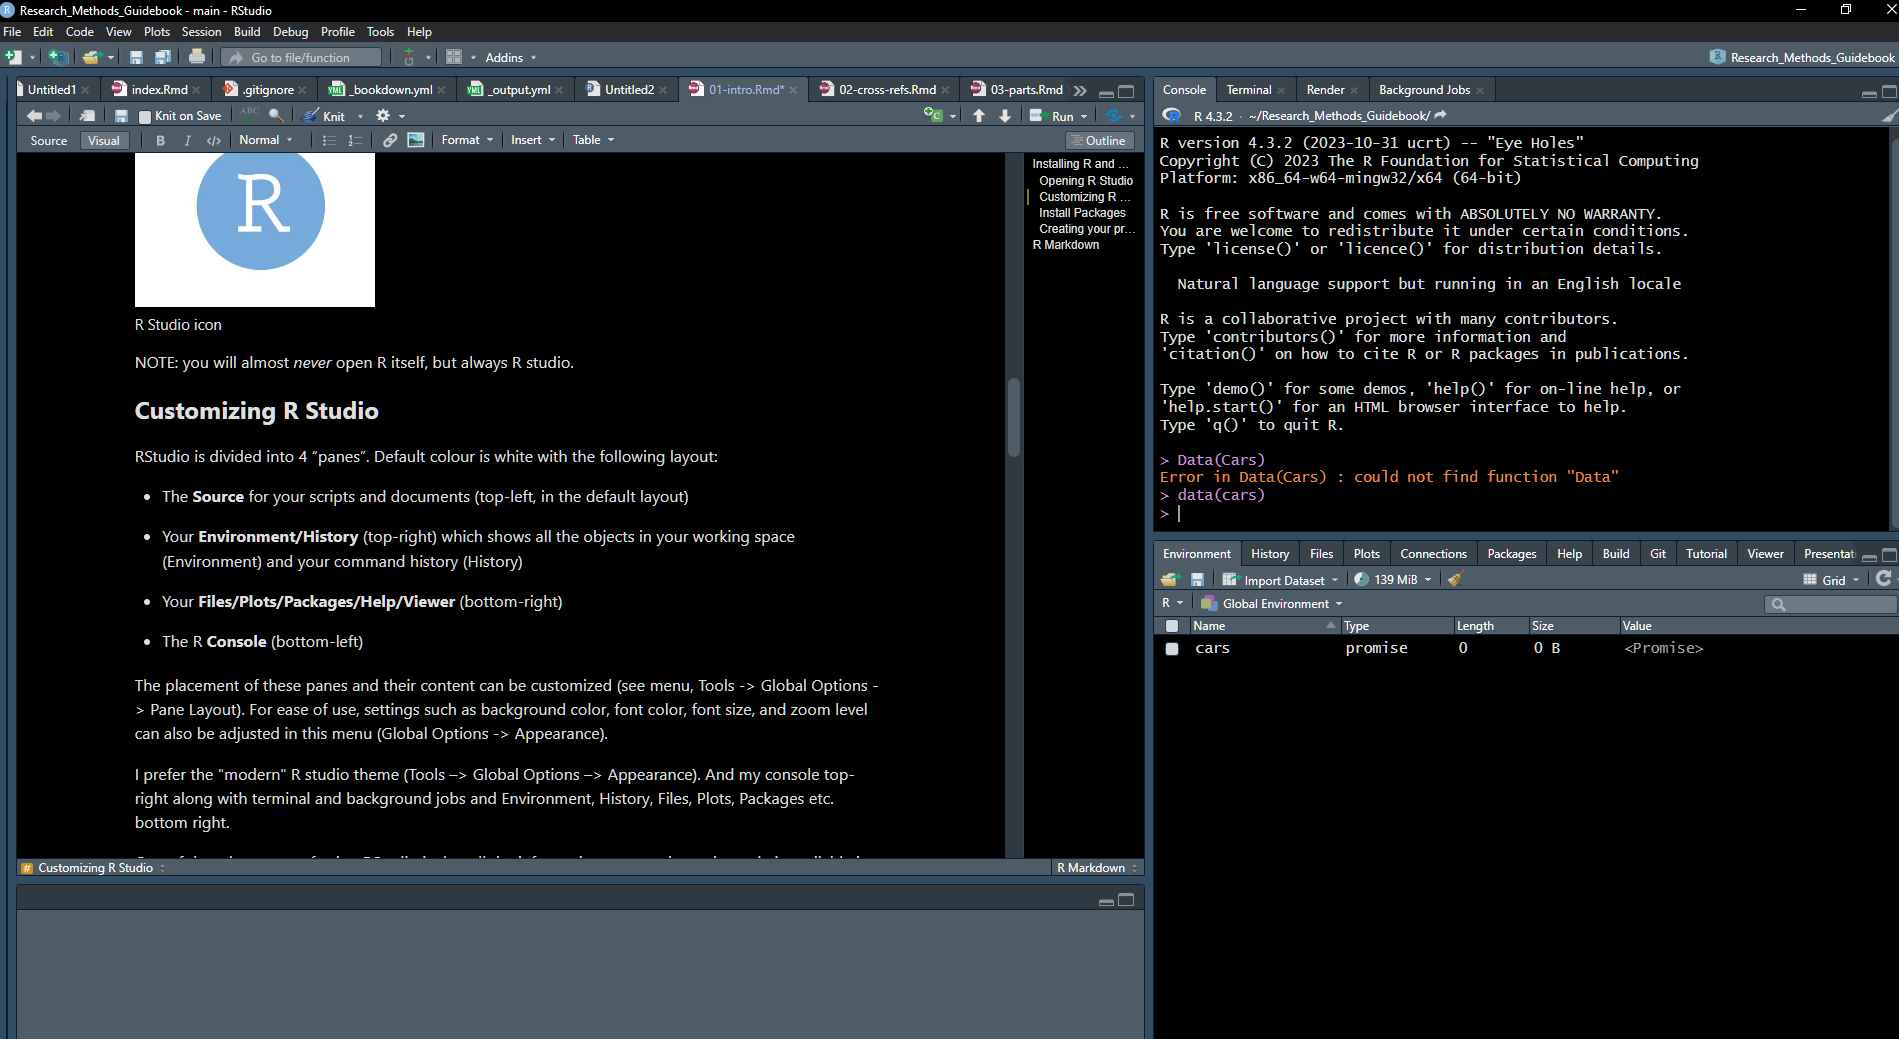 Research_Methods_Guidebook - main - RStudio
File Edit Code View Plots Session Build Debug Profile Tools Help
Go to file/function Addins Research_Methods_Guidebook
Untitled1 index.Rmd .gitignore _bookdown.yml _output.yml Untitled2 01-intro.Rmd* 02-cross-refs.Rmd 03-parts.Rmd
ABC Knit on Save Knit Run
Source Visual B I </> Normal Format Insert Table Outline
R
R Studio icon
NOTE: you will almost never open R itself, but always R studio.
Customizing R Studio
RStudio is divided into 4 “panes”. Default colour is white with the following layout:
• The Source for your scripts and documents (top-left, in the default layout)
• Your Environment/History (top-right) which shows all the objects in your working space
(Environment) and your command history (History)
• Your Files/Plots/Packages/Help/Viewer (bottom-right)
• The R Console (bottom-left)
The placement of these panes and their content can be customized (see menu, Tools -> Global Options -
> Pane Layout). For ease of use, settings such as background color, font color, font size, and zoom level
can also be adjusted in this menu (Global Options -> Appearance).
I prefer the "modern" R studio theme (Tools –> Global Options –> Appearance). And my console top-
right along with terminal and background jobs and Environment, History, Files, Plots, Packages etc.
bottom right.
Installing R and ...
Opening R Studio
Customizing R ...
Install Packages
Creating your pr...
R Markdown
# Customizing R Studio R Markdown
Console Terminal Render Background Jobs
R 4.3.2 · ~/Research_Methods_Guidebook/
R version 4.3.2 (2023-10-31 ucrt) -- "Eye Holes"
Copyright (C) 2023 The R Foundation for Statistical Computing
Platform: x86_64-w64-mingw32/x64 (64-bit)
R is free software and comes with ABSOLUTELY NO WARRANTY.
You are welcome to redistribute it under certain conditions.
Type 'license()' or 'licence()' for distribution details.
Natural language support but running in an English locale
R is a collaborative project with many contributors.
Type 'contributors()' for more information and
'citation()' on how to cite R or R packages in publications.
Type 'demo()' for some demos, 'help()' for on-line help, or
'help.start()' for an HTML browser interface to help.
Type 'q()' to quit R.
> Data(Cars)
Error in Data(Cars) : could not find function "Data"
> data(cars)
>
Environment History Files Plots Connections Packages Help Build Git Tutorial Viewer Presentati
Import Dataset 139 MiB Grid
R Global Environment
Name Type Length Size Value
cars promise 0 0 B <Promise>